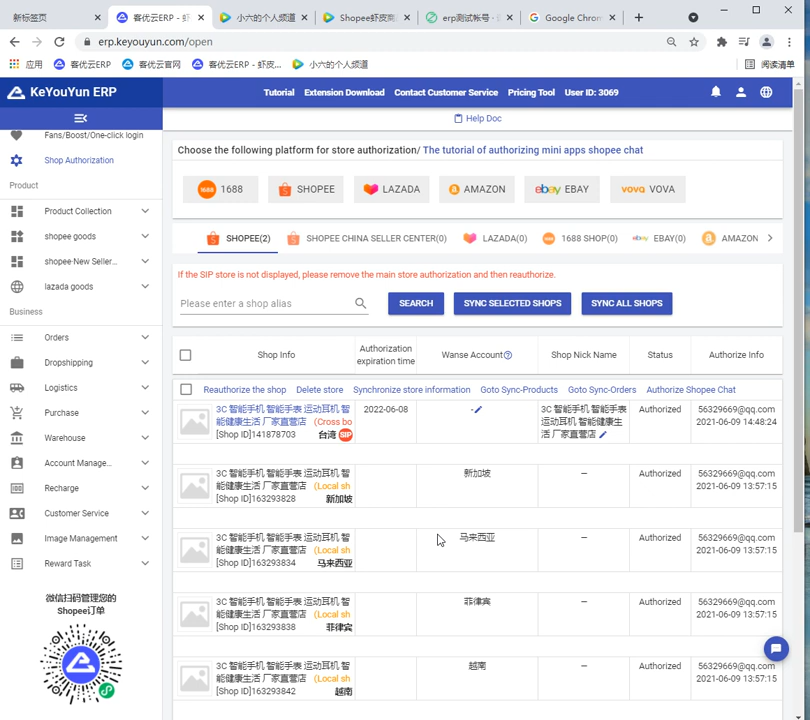 新标签页
客优云ERP - 虾
小六的个人频道
Shopee虾皮商
erp测试帐号 -
Google Chron
erp.keyouyun.com/open
应用
客优云ERP
客优云官网
客优云ERP - 虾皮...
小六的个人频道
阅读清单
KeYouYun ERP
Tutorial
Extension Download
Contact Customer Service
Pricing Tool
User ID: 3069
Fans/Boost/One-click login
Shop Authorization
Product
Product Collection
shopee goods
shopee New Seller...
lazada goods
Business
Orders
Dropshipping
Logistics
Purchase
Warehouse
Account Manage...
Recharge
Customer Service
Image Management
Reward Task
微信扫码管理您的
Shopee订单
Help Doc
Choose the following platform for store authorization/ The tutorial of authorizing mini apps shopee chat
1688
SHOPEE
LAZADA
AMAZON
ebay EBAY
vova VOVA
SHOPEE(2)
SHOPEE CHINA SELLER CENTER(0)
LAZADA(0)
1688 SHOP(0)
EBAY(0)
AMAZON
If the SIP store is not displayed, please remove the main store authorization and then reauthorize.
Please enter a shop alias
SEARCH
SYNC SELECTED SHOPS
SYNC ALL SHOPS
Shop Info
Authorization
expiration time
Wanse Account
Shop Nick Name
Status
Authorize Info
Reauthorize the shop
Delete store
Synchronize store information
Goto Sync-Products
Goto Sync-Orders
Authorize Shopee Chat
3C 智能手机 智能手表 运动耳机 智
能健康生活 厂家直营店 (Cross bo
[Shop ID]141878703 台湾 SIP
2022-06-08
-
3C 智能手机 智能手表
运动耳机 智能健康生
活 厂家直营店
Authorized
56329669@qq.com
2021-06-09 14:48:24
3C 智能手机 智能手表 运动耳机 智
能健康生活 厂家直营店 (Local sh
[Shop ID]163293828 新加坡
新加坡
—
Authorized
56329669@qq.com
2021-06-09 13:57:15
3C 智能手机 智能手表 运动耳机 智
能健康生活 厂家直营店 (Local sh
[Shop ID]163293834 马来西亚
马来西亚
—
Authorized
56329669@qq.com
2021-06-09 13:57:15
3C 智能手机 智能手表 运动耳机 智
能健康生活 厂家直营店 (Local sh
[Shop ID]163293838 菲律宾
菲律宾
—
Authorized
56329669@qq.com
2021-06-09 13:57:15
3C 智能手机 智能手表 运动耳机 智
能健康生活 厂家直营店 (Local sh
[Shop ID]163293842 越南
越南
—
Authorized
56329669@qq.com
2021-06-09 13:57:15